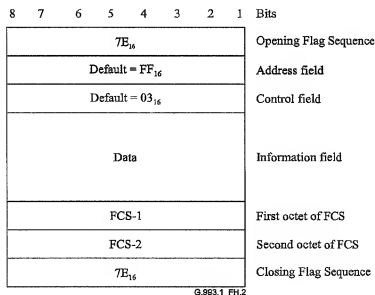 8 7 6 5 4 3 2 1 Bits
7E₁₆ Opening Flag Sequence
Default = FF₁₆ Address field
Default = 03₁₆ Control field
Data Information field
FCS-1 First octet of FCS
FCS-2 Second octet of FCS
7E₁₆ Closing Flag Sequence
G.993.1_FH.2